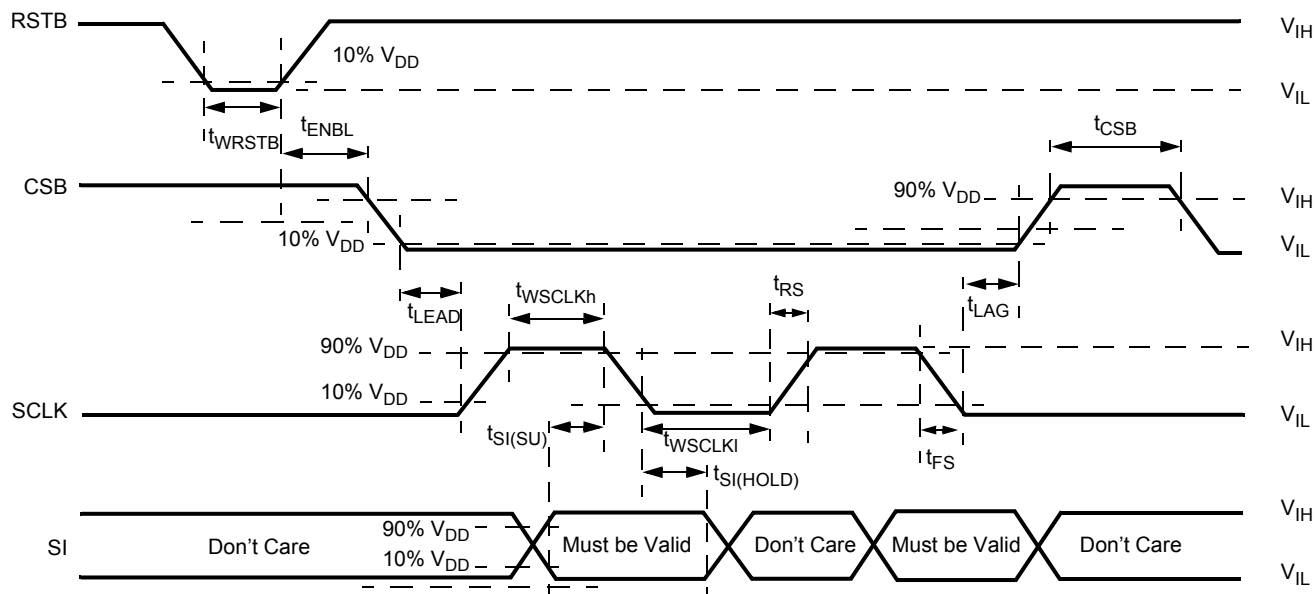 RSTB
V_IH
10% V_DD
V_IL
t_WRSTB
t_ENBL
t_CSB
CSB
90% V_DD
V_IH
10% V_DD
V_IL
t_LEAD
t_WSCLKh
t_RS
t_LAG
90% V_DD
V_IH
10% V_DD
SCLK
V_IL
t_SI(SU)
t_WSCLKl
t_FS
t_SI(HOLD)
V_IH
90% V_DD
SI
Don't Care
Must be Valid
Don't Care
Must be Valid
Don't Care
10% V_DD
V_IL